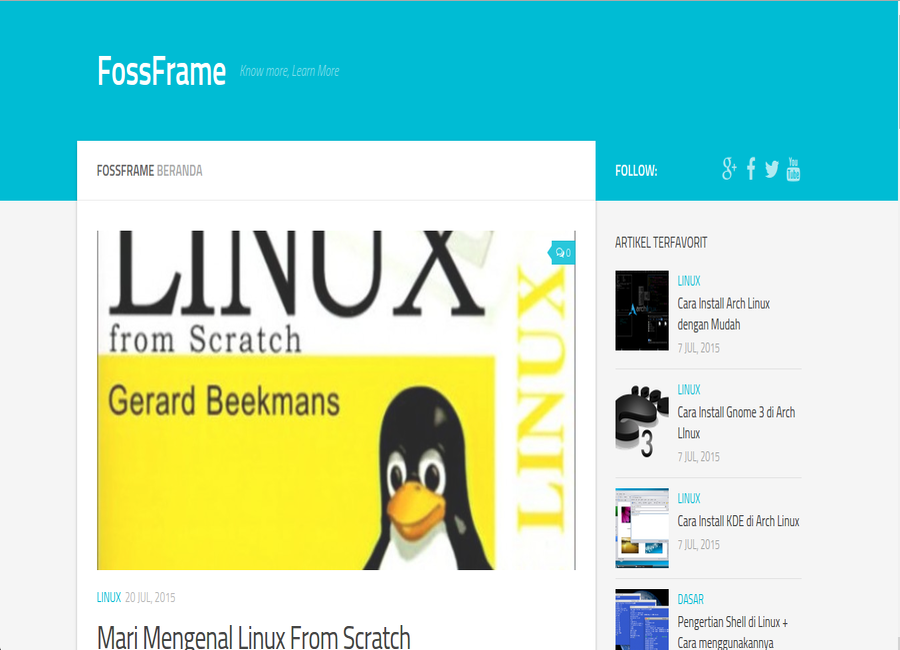 FossFrame
Know more, Learn More
FOSSFRAME BERANDA
FOLLOW:
You
Tube
LINUX
from Scratch
Gerard Beekmans
LINUX
0
LINUX 20 JUL, 2015
Mari Mengenal Linux From Scratch
ARTIKEL TERFAVORIT
LINUX
Cara Install Arch Linux
dengan Mudah
7 JUL, 2015
LINUX
Cara Install Gnome 3 di Arch
LInux
7 JUL, 2015
3
LINUX
Cara Install KDE di Arch Linux
7 JUL, 2015
DASAR
Pengertian Shell di Linux +
Cara menggunakannya